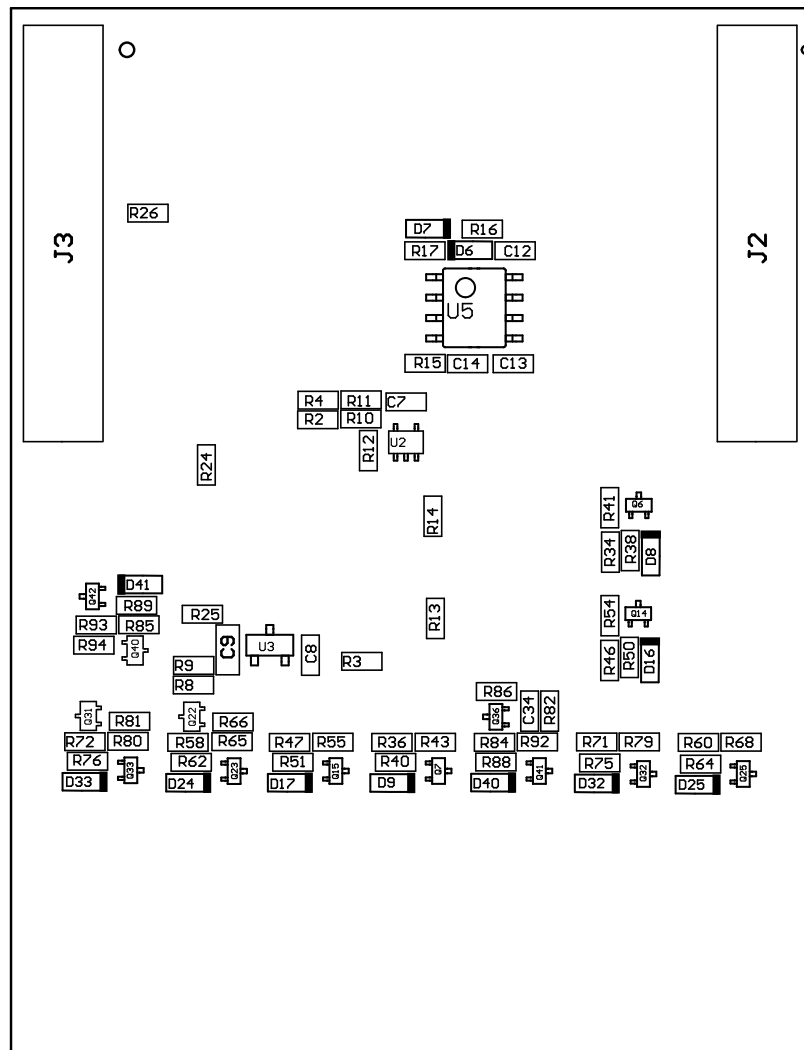 R26
D7 R16
J3
J2
R17 D6 C12
U5
R15 C14 C13
R4 R11 C7
R2 R10
R12 U2
R24
R14
R41 Q6
R34 R38 D8
D41
Q42
R89
R25
R13
R54 Q14
R93 R85
R94 Q40
C9 U3 C8
R46 R50 D16
R9
R3
R8
R86
Q31 R81
Q22 R66
Q36 C34 R82
R72 R80 R58 R65 R47 R55 R36 R43 R84 R92 R71 R79 R60 R68
R76 R62 R51 R40 R88 R75 R64
D33 Q33 D24 Q23 D17 Q15 D9 Q7 D40 Q41 D32 Q32 D25 Q25